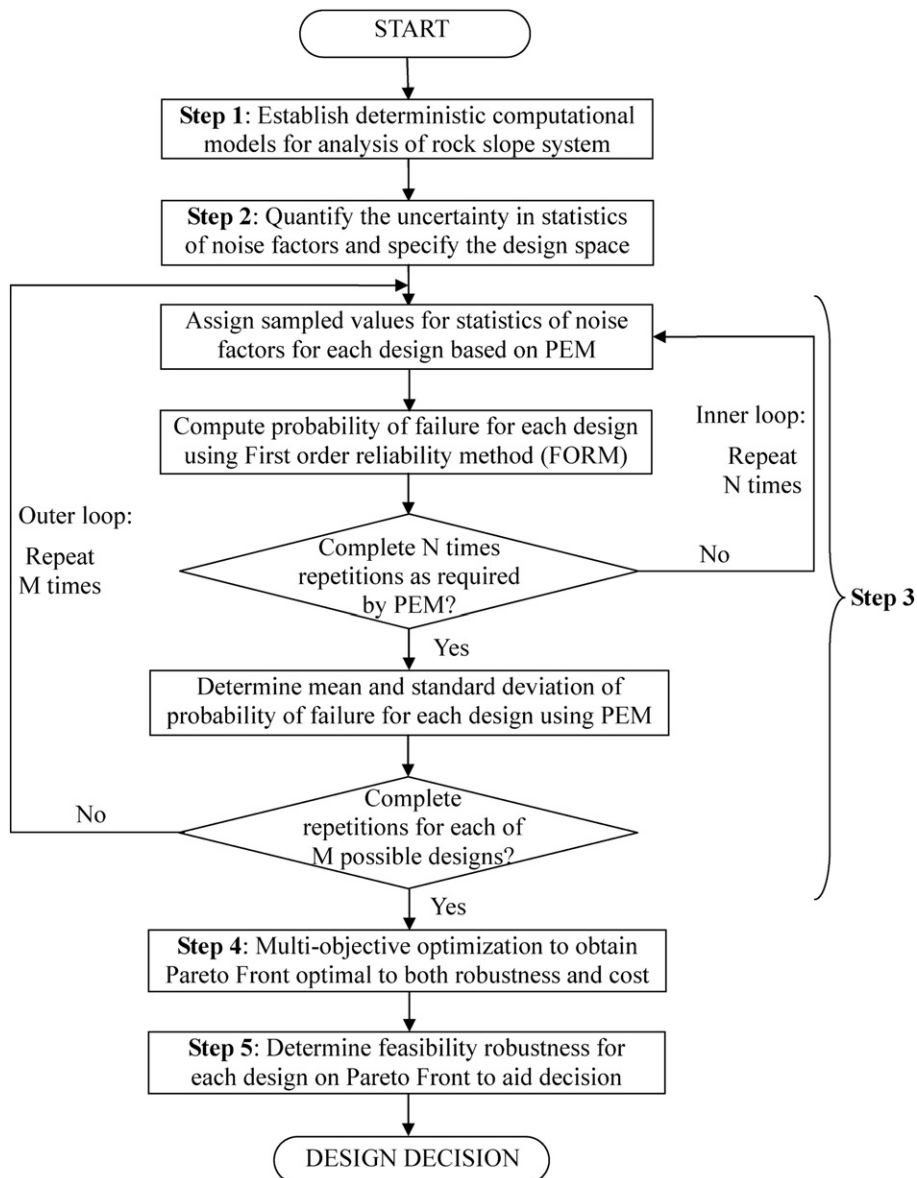 START
Step 1: Establish deterministic computational
models for analysis of rock slope system
Step 2: Quantify the uncertainty in statistics
of noise factors and specify the design space
Assign sampled values for statistics of noise
factors for each design based on PEM
Inner loop:
Repeat
N times
Compute probability of failure for each design
using First order reliability method (FORM)
Outer loop:
Repeat
M times
Complete N times
repetitions as required
by PEM?
No
Step 3
Yes
Determine mean and standard deviation of
probability of failure for each design using PEM
No
Complete
repetitions for each of
M possible designs?
Yes
Step 4: Multi-objective optimization to obtain
Pareto Front optimal to both robustness and cost
Step 5: Determine feasibility robustness for
each design on Pareto Front to aid decision
DESIGN DECISION